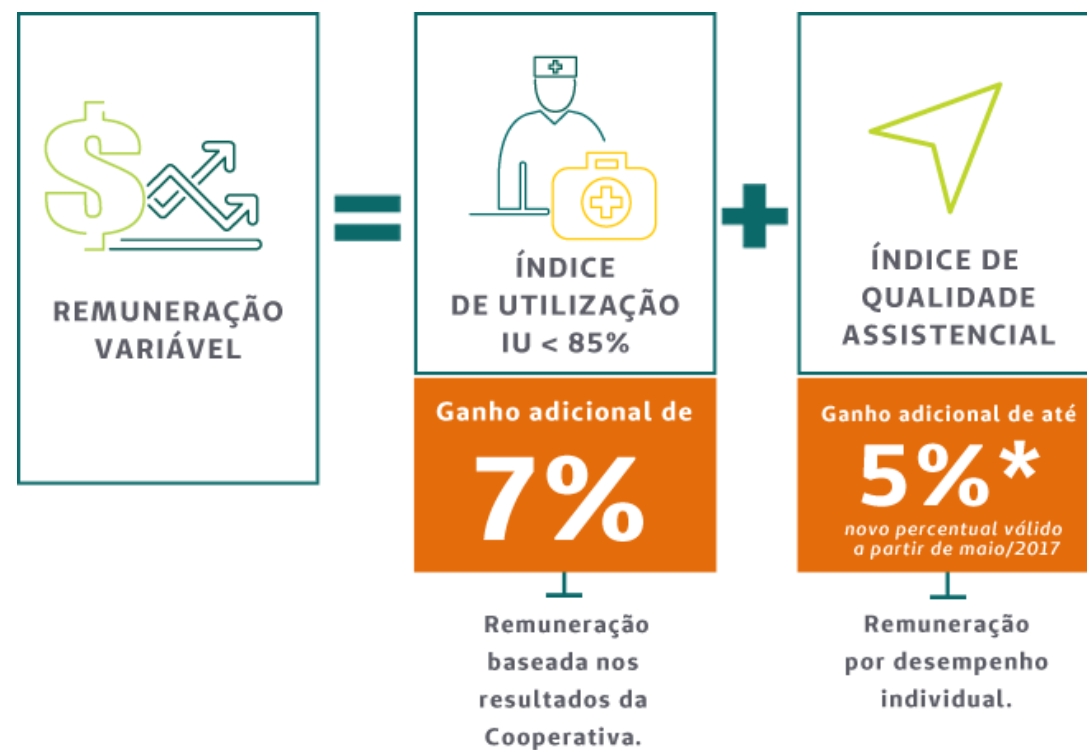 REMUNERAÇÃO
VARIÁVEL
=
ÍNDICE
DE UTILIZAÇÃO
IU < 85%
Ganho adicional de
7%
Remuneração
baseada nos
resultados da
Cooperativa.
+
ÍNDICE DE
QUALIDADE
ASSISTENCIAL
Ganho adicional de até
5%*
novo percentual válido
a partir de maio/2017
Remuneração
por desempenho
individual.